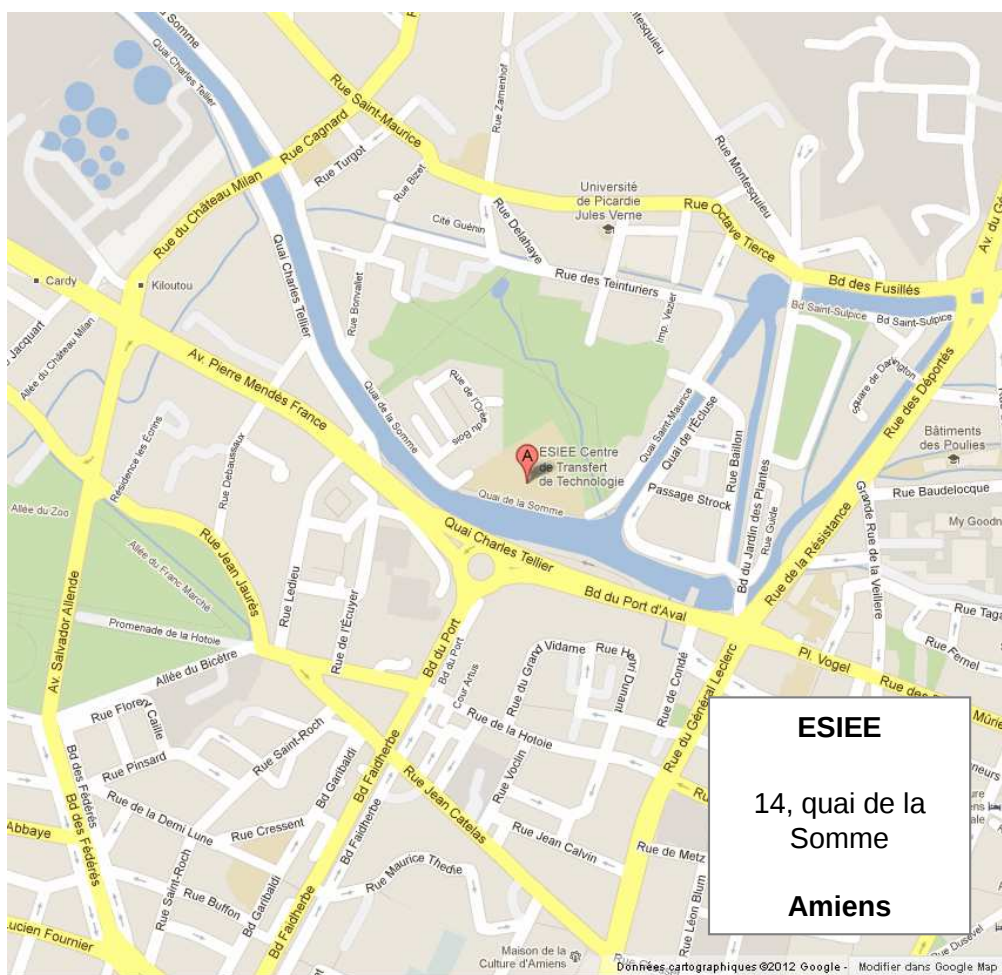 Somme
Quai Charles Tellier
Rue Saint-Maurice
Rue Cagnard
Rue Turgot
Rue Bizet
Rue Zamenhof
Rue Montesquieu
Rue du Château Milan
Cité Guénin
Rue Delahaye
Université
de Picardie
Jules Verne
Rue Octave Tierce
Cardy
Kiloutou
Quai Charles Tellier
Rue Bonvallet
Rue des Teinturiers
Imp. Vezier
Bd des Fusillés
Bd Saint-Sulpice
Bd Saint-Sulpice
Jacquart
Allée du Château Milan
Av. Pierre Mendès France
Quai de la Somme
Rue de l'Orée
du Bois
Quai Saint-Maurice
Quai de l'Écluse
Square de Darlington
Rue des Déportés
Bâtiments
des Poulies
Résidence les Ecrins
Rue Debaussaux
A
ESIEE Centre
de Transfert
de Technologie
Quai de la Somme
Passage Strock
Rue Baillon
Bd du Jardin des Plantes
Rue Guide
Rue Baudelocque
Grande Rue de la Veillere
Allée du Zoo
Allée du Franc Marché
Rue Jean Jaurès
Quai Charles Tellier
Rue de la Résistance
Av. Salvador Allende
Promenade de la Hotoie
Allée du Bicêtre
Rue Ledieu
Rue de l'Écuyer
Bd du Port
Bd du Port
Cour Artus
Bd du Port d'Aval
Rue du Grand Vidame
Rue Henri Dunant
Rue de Condé
Rue du Général Leclerc
Pl. Vogel
Rue Fernel
Rue des
Rue de la Hotoie
Rue Pinsard
Rue Saint-Roch
Bd Garibaldi
Bd Faidherbe
Rue Voclin
Rue Jean Catelas
Rue de la Demi Lune
Rue Cressent
Bd des Fédérés
Bd des Fédérés
Abbaye
Rue Jean Calvin
Rue de Metz
Rue Maurice Thedie
Bd Faidherbe
Bd Faidherbe
Rue Buffon
Bd Garibaldi
Rue Saint-Roch
Rue Léon Blum
Lucien Fournier
Maison de la
Culture d'Amiens
ESIEE
14, quai de la
Somme
Amiens
Données cartographiques ©2012 Google -
Modifier dans Google Map